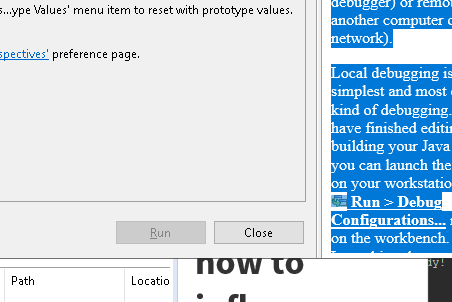 s...ype Values' menu item to reset with prototype values.
spectives' preference page.
Run
Close
debugger) or remo
another computer o
network).
Local debugging is
simplest and most
kind of debugging.
have finished editi
building your Java
you can launch the
on your workstatio
Run > Debug
Configurations...
on the workbench.
Path
Locatio
how to